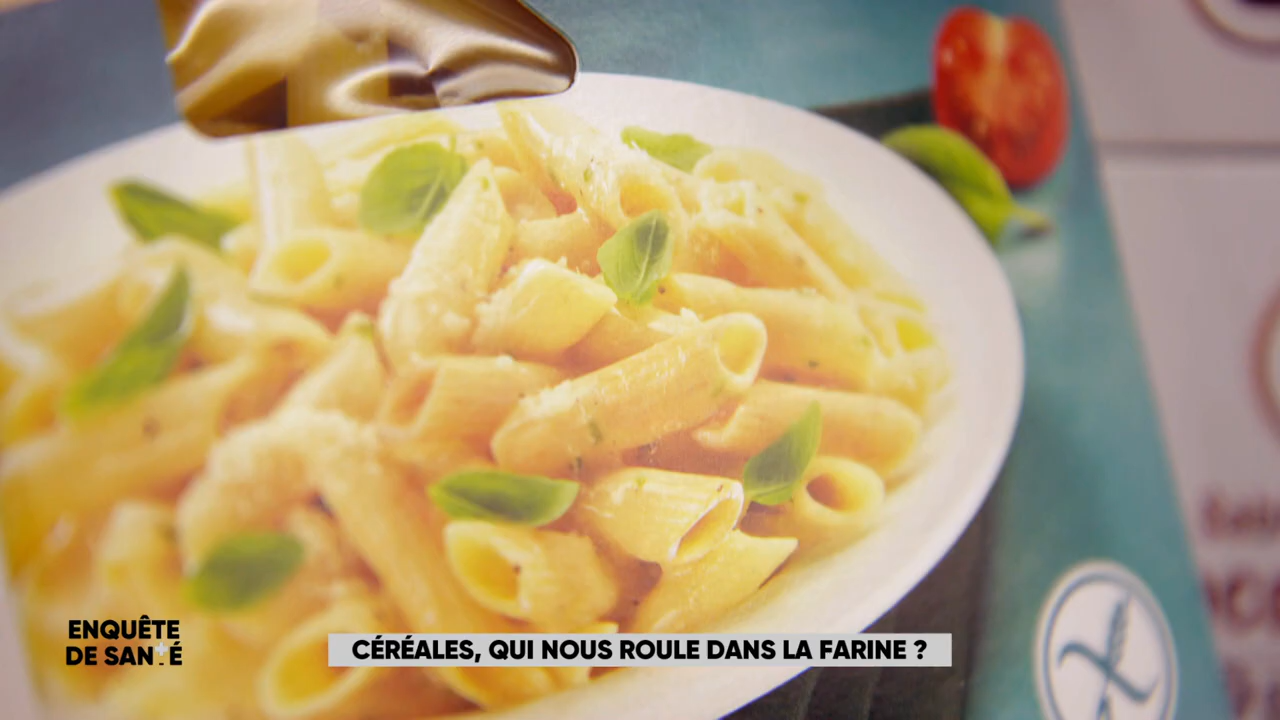 ENQUÊTE
DE SANTÉ
CÉRÉALES, QUI NOUS ROULE DANS LA FARINE ?